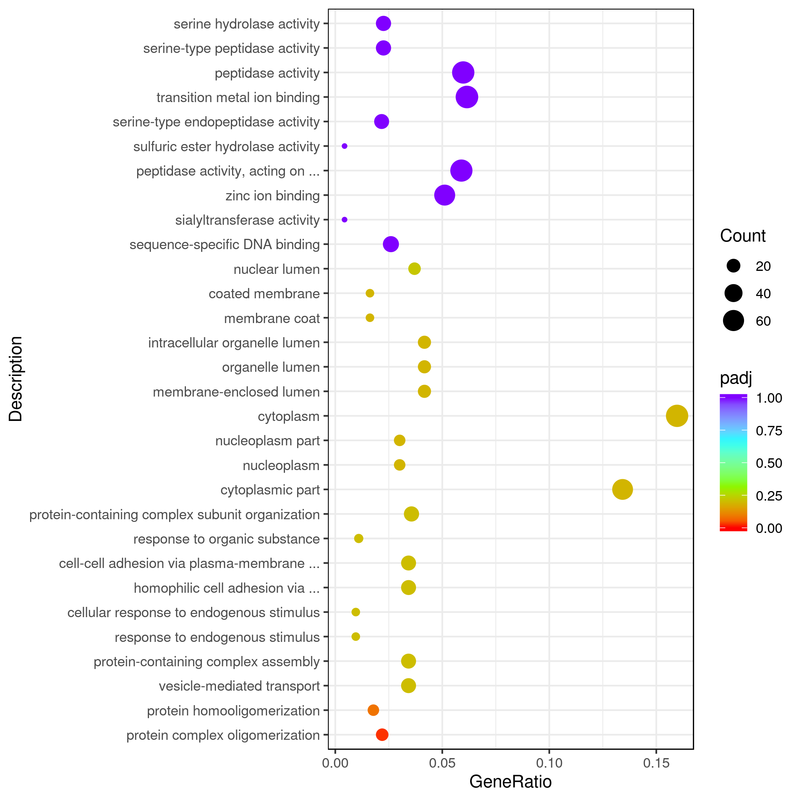 serine hydrolase activity
serine-type peptidase activity
peptidase activity
transition metal ion binding
serine-type endopeptidase activity
sulfuric ester hydrolase activity
peptidase activity, acting on ...
zinc ion binding
sialyltransferase activity
sequence-specific DNA binding
nuclear lumen
coated membrane
membrane coat
intracellular organelle lumen
organelle lumen
membrane-enclosed lumen
cytoplasm
nucleoplasm part
nucleoplasm
cytoplasmic part
protein-containing complex subunit organization
response to organic substance
cell-cell adhesion via plasma-membrane ...
homophilic cell adhesion via ...
cellular response to endogenous stimulus
response to endogenous stimulus
protein-containing complex assembly
vesicle-mediated transport
protein homooligomerization
protein complex oligomerization
Description
0.00 0.05 0.10 0.15
GeneRatio
Count
20
40
60
padj
1.00
0.75
0.50
0.25
0.00